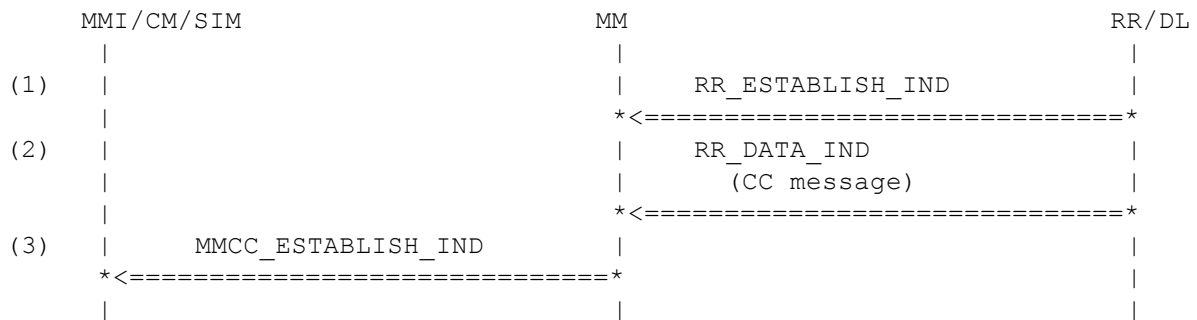 MMI/CM/SIM MM RR/DL
(1) RR_ESTABLISH_IND
(2) RR_DATA_IND
(CC message)
(3) MMCC_ESTABLISH_IND